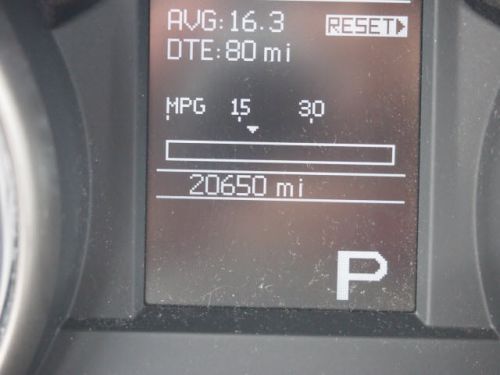 AVG: 16.3 RESET
DTE: 80 mi
MPG 15 30
20650 mi
P